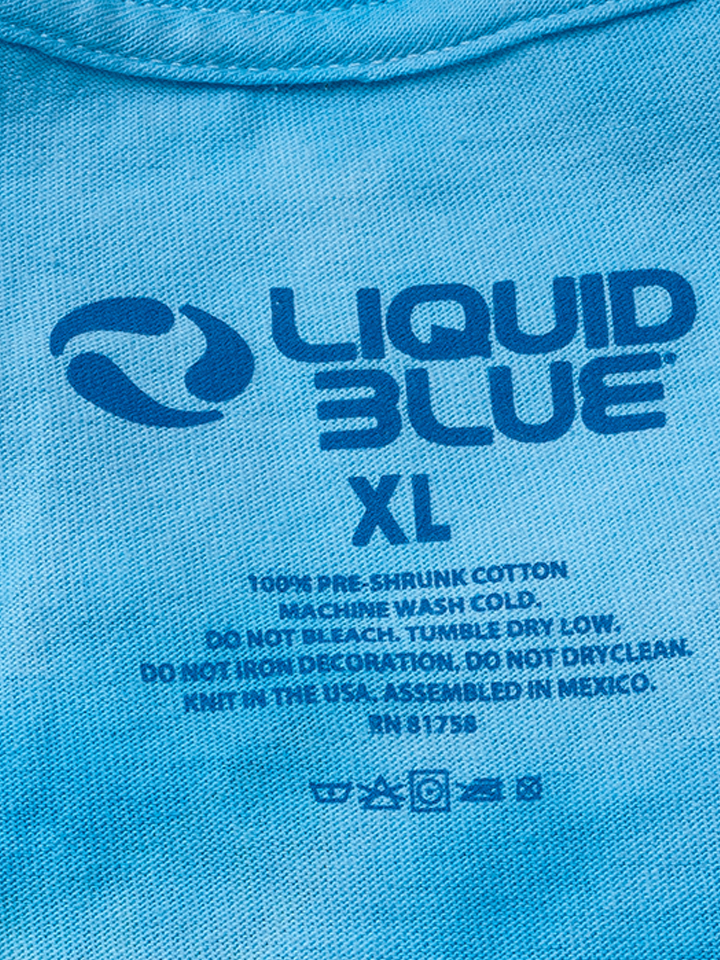 LIQUID
BLUE®
XL
100% PRE-SHRUNK COTTON
MACHINE WASH COLD.
DO NOT BLEACH. TUMBLE DRY LOW.
DO NOT IRON DECORATION. DO NOT DRYCLEAN.
KNIT IN THE USA. ASSEMBLED IN MEXICO.
RN 81758